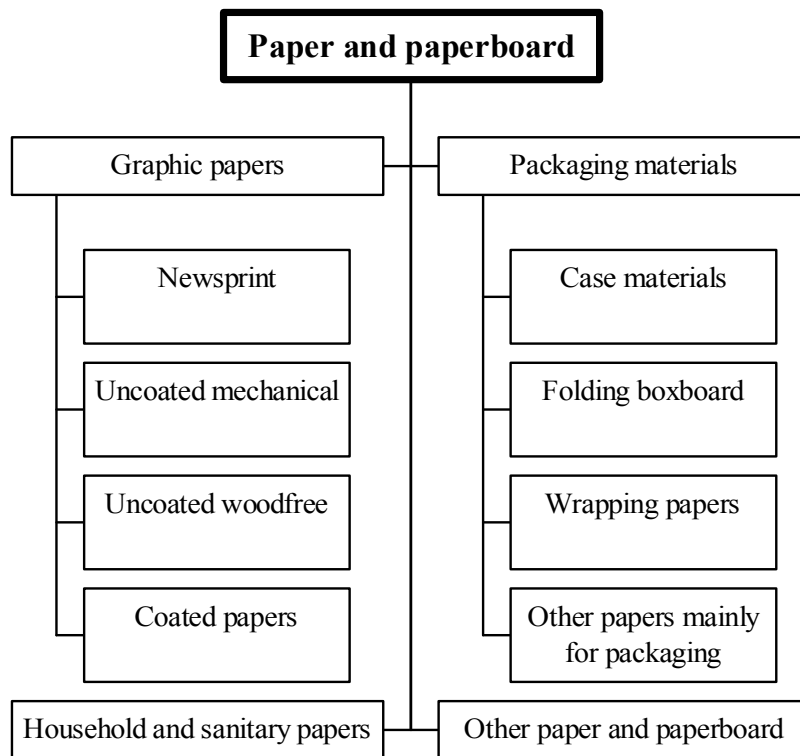 Paper and paperboard
Graphic papers
Packaging materials
Newsprint
Case materials
Uncoated mechanical
Folding boxboard
Uncoated woodfree
Wrapping papers
Coated papers
Other papers mainly
for packaging
Household and sanitary papers
Other paper and paperboard